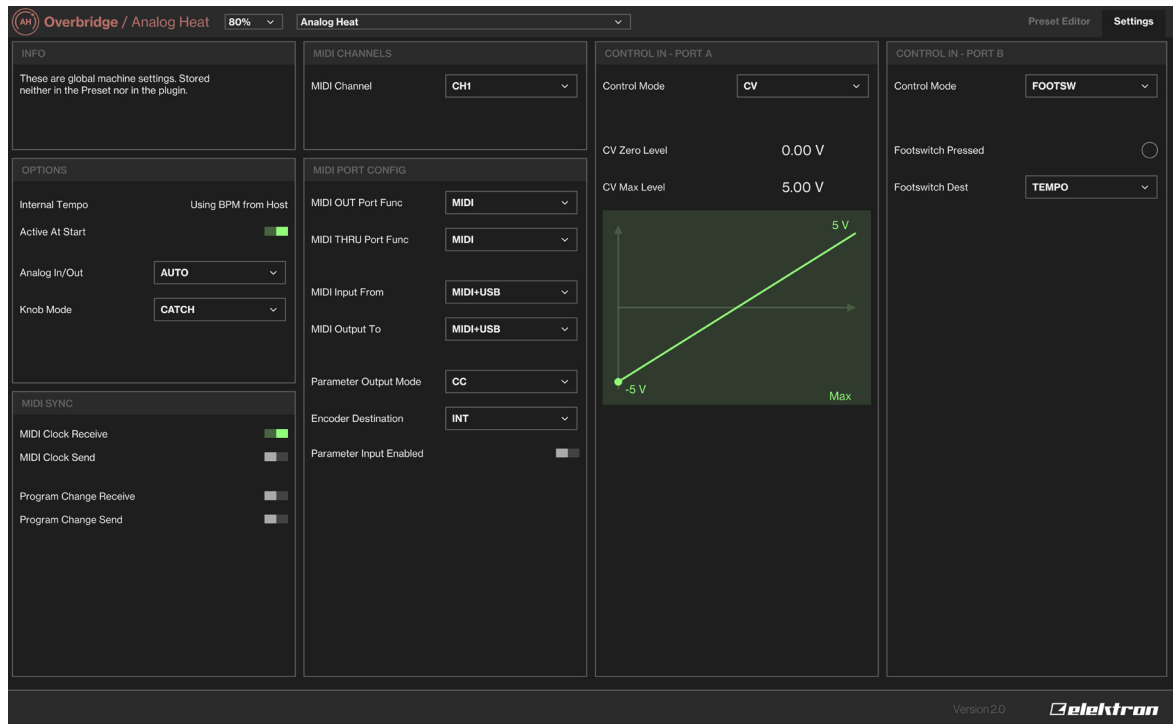 AH Overbridge / Analog Heat 80% Analog Heat Preset Editor Settings
INFO
These are global machine settings. Stored
neither in the Preset nor in the plugin.
OPTIONS
Internal Tempo Using BPM from Host
Active At Start
Analog In/Out AUTO
Knob Mode CATCH
MIDI SYNC
MIDI Clock Receive
MIDI Clock Send
Program Change Receive
Program Change Send
MIDI CHANNELS
MIDI Channel CH1
MIDI PORT CONFIG
MIDI OUT Port Func MIDI
MIDI THRU Port Func MIDI
MIDI Input From MIDI+USB
MIDI Output To MIDI+USB
Parameter Output Mode CC
Encoder Destination INT
Parameter Input Enabled
CONTROL IN - PORT A
Control Mode CV
CV Zero Level 0.00 V
CV Max Level 5.00 V
5 V
-5 V
Max
CONTROL IN - PORT B
Control Mode FOOTSW
Footswitch Pressed
Footswitch Dest TEMPO
Version 2.0 elektron